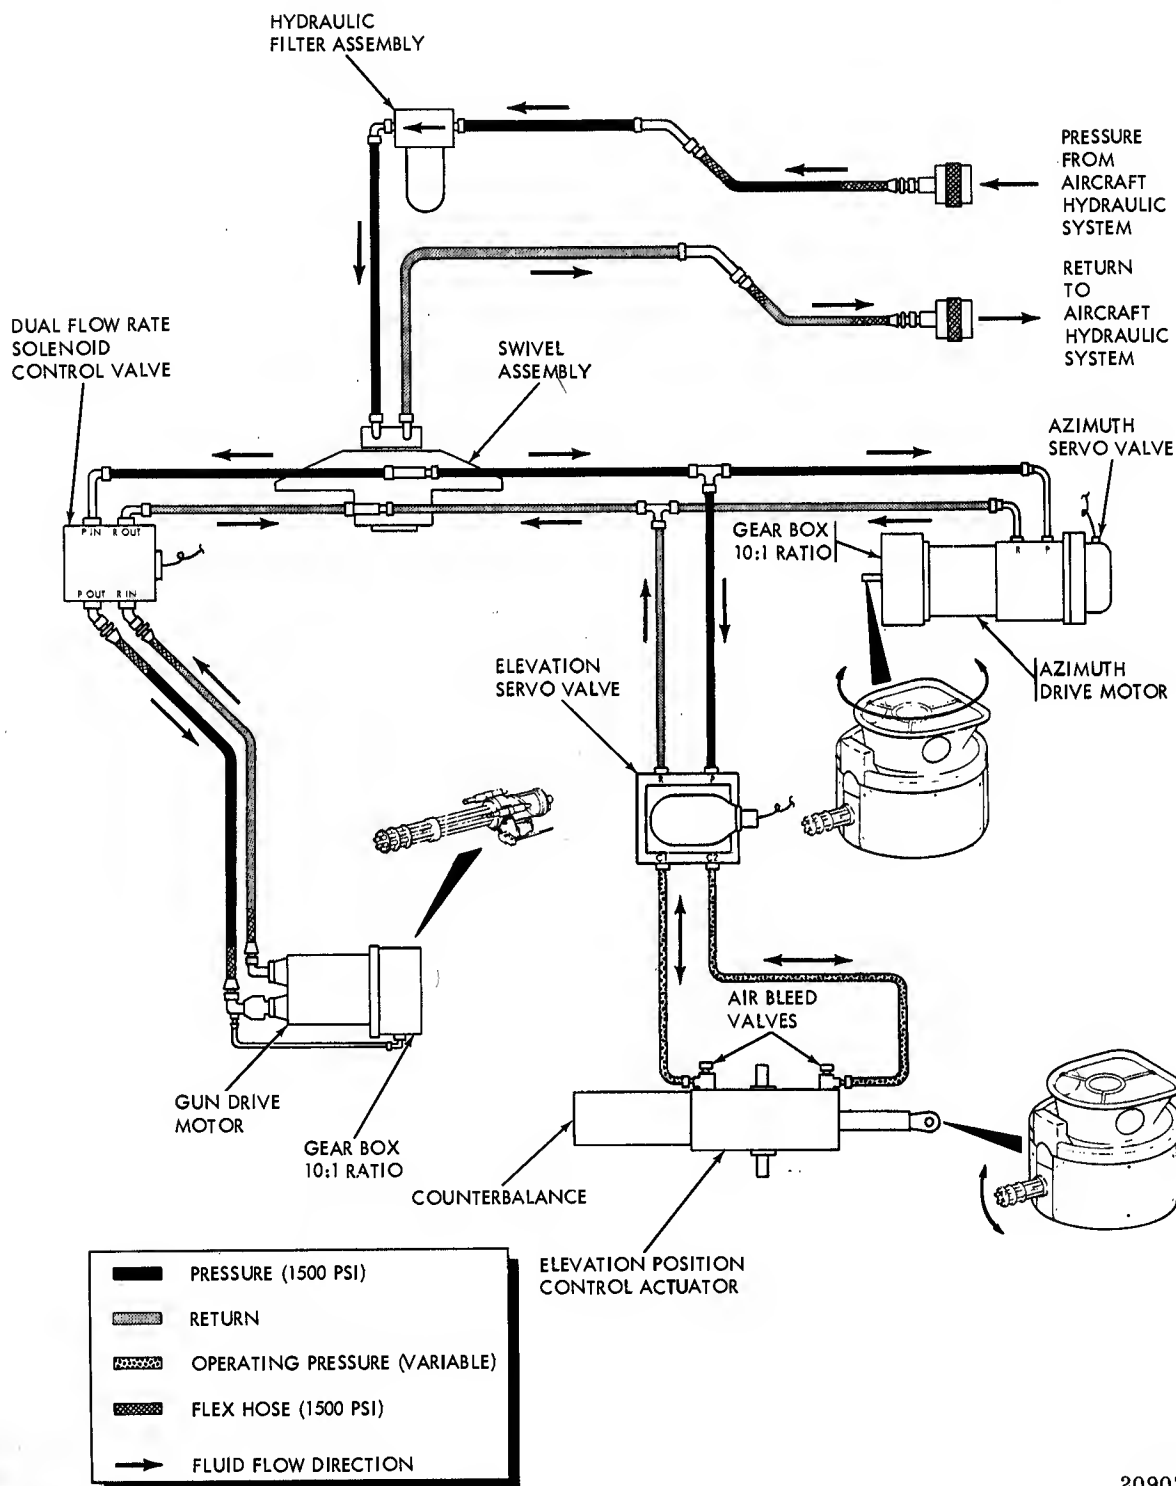 HYDRAULIC
FILTER ASSEMBLY
PRESSURE
FROM
AIRCRAFT
HYDRAULIC
SYSTEM
RETURN
TO
AIRCRAFT
HYDRAULIC
SYSTEM
DUAL FLOW RATE
SOLENOID
CONTROL VALVE
SWIVEL
ASSEMBLY
AZIMUTH
SERVO VALVE
P IN R OUT
P OUT R IN
GEAR BOX
10:1 RATIO
R P
ELEVATION
SERVO VALVE
AZIMUTH
DRIVE MOTOR
R P
C1 C2
AIR BLEED
VALVES
GUN DRIVE
MOTOR
GEAR BOX
10:1 RATIO
COUNTERBALANCE
ELEVATION POSITION
CONTROL ACTUATOR
PRESSURE (1500 PSI)
RETURN
OPERATING PRESSURE (VARIABLE)
FLEX HOSE (1500 PSI)
FLUID FLOW DIRECTION